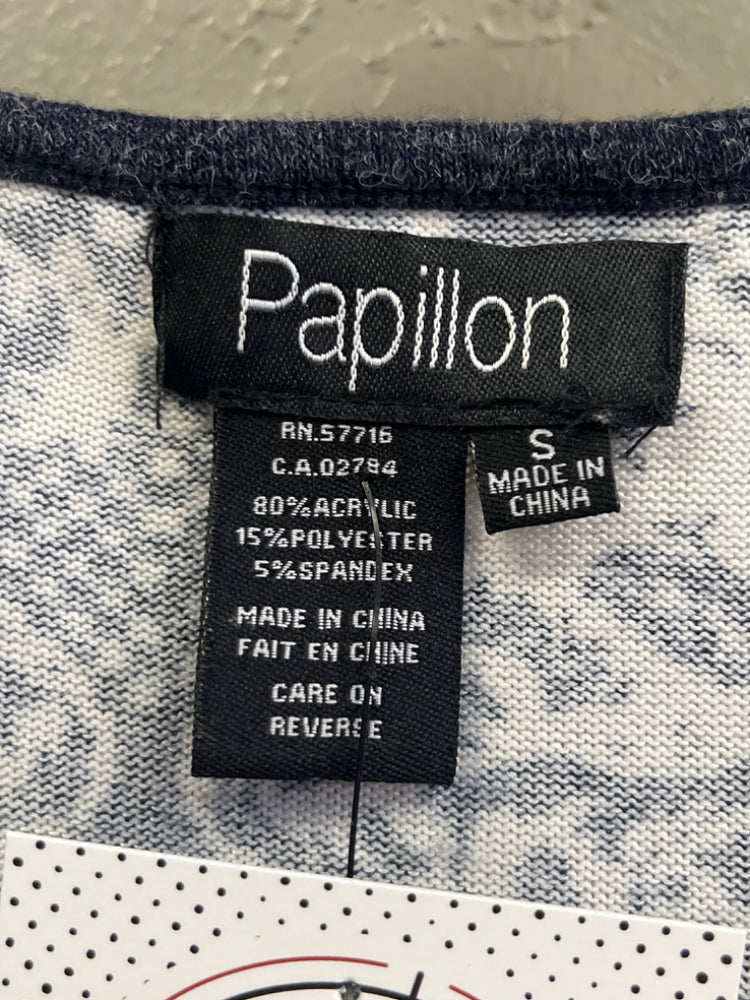 Papillon
RN.57716
C.A.02784
80%ACRYLIC
15%POLYESTER
5%SPANDEX
MADE IN CHINA
FAIT EN CHINE
CARE ON
REVERSE
S
MADE IN
CHINA